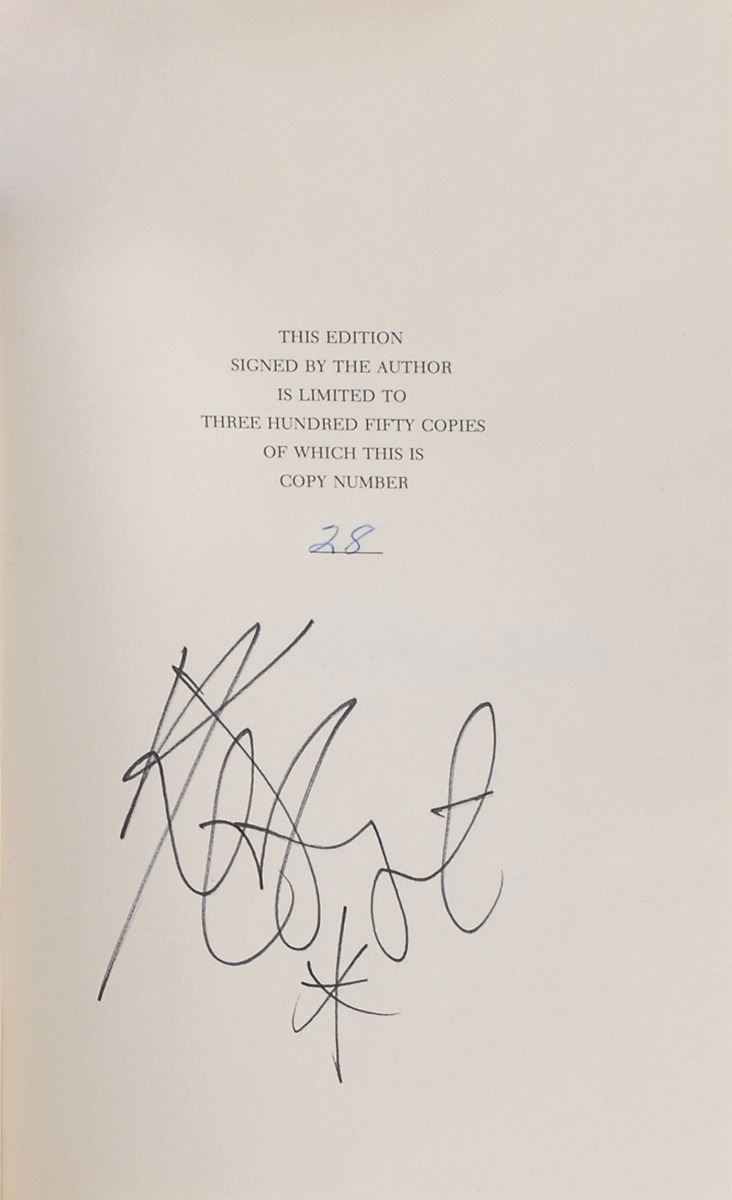 THIS EDITION
SIGNED BY THE AUTHOR
IS LIMITED TO
THREE HUNDRED FIFTY COPIES
OF WHICH THIS IS
COPY NUMBER
28